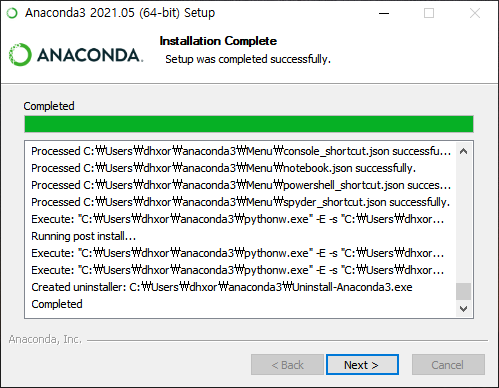 Anaconda3 2021.05 (64-bit) Setup
ANACONDA.
Installation Complete
Setup was completed successfully.
Completed
Processed C:₩Users₩dhxor₩anaconda3₩Menu₩console_shortcut.json successfu...
Processed C:₩Users₩dhxor₩anaconda3₩Menu₩notebook.json successfully.
Processed C:₩Users₩dhxor₩anaconda3₩Menu₩powershell_shortcut.json succes...
Processed C:₩Users₩dhxor₩anaconda3₩Menu₩spyder_shortcut.json successfully.
Execute: "C:₩Users₩dhxor₩anaconda3₩pythonw.exe" -E -s "C:₩Users₩dhxor...
Running post install...
Execute: "C:₩Users₩dhxor₩anaconda3₩pythonw.exe" -E -s "C:₩Users₩dhxor...
Execute: "C:₩Users₩dhxor₩anaconda3₩pythonw.exe" -E -s "C:₩Users₩dhxor...
Created uninstaller: C:₩Users₩dhxor₩anaconda3₩Uninstall-Anaconda3.exe
Completed
Anaconda, Inc.
< Back
Next >
Cancel